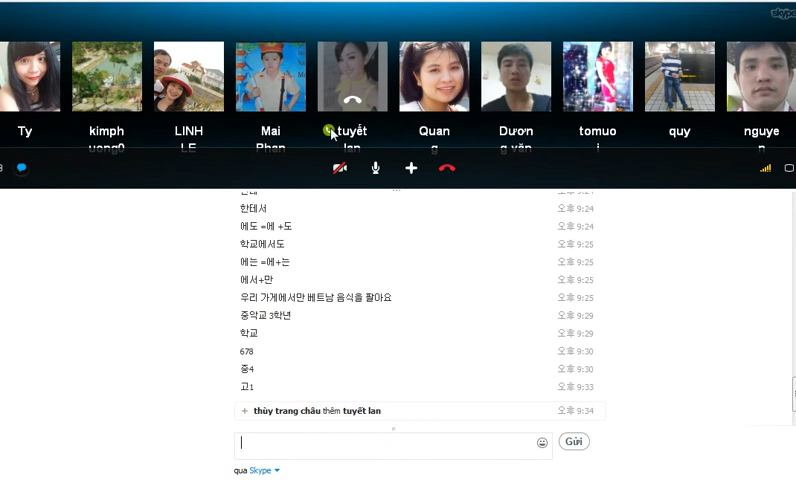 skype
Ty
kimph
uong0
LINH
LE
Mai
Phan
tuyết
lan
Quan
g
Dươn
g văn
tomuo
i
quy
nguye
n
한테서 오후 9:24
에도 =에 +도 오후 9:24
학교에서도 오후 9:25
에는 =에+는 오후 9:25
에서+만 오후 9:25
우리 가게에서만 베트남 음식을 팔아요 오후 9:25
중악교 3학년 오후 9:29
학교 오후 9:29
678 오후 9:30
중4 오후 9:30
고1 오후 9:33
thùy trang châu thêm tuyết lan 오후 9:34
Gửi
qua Skype